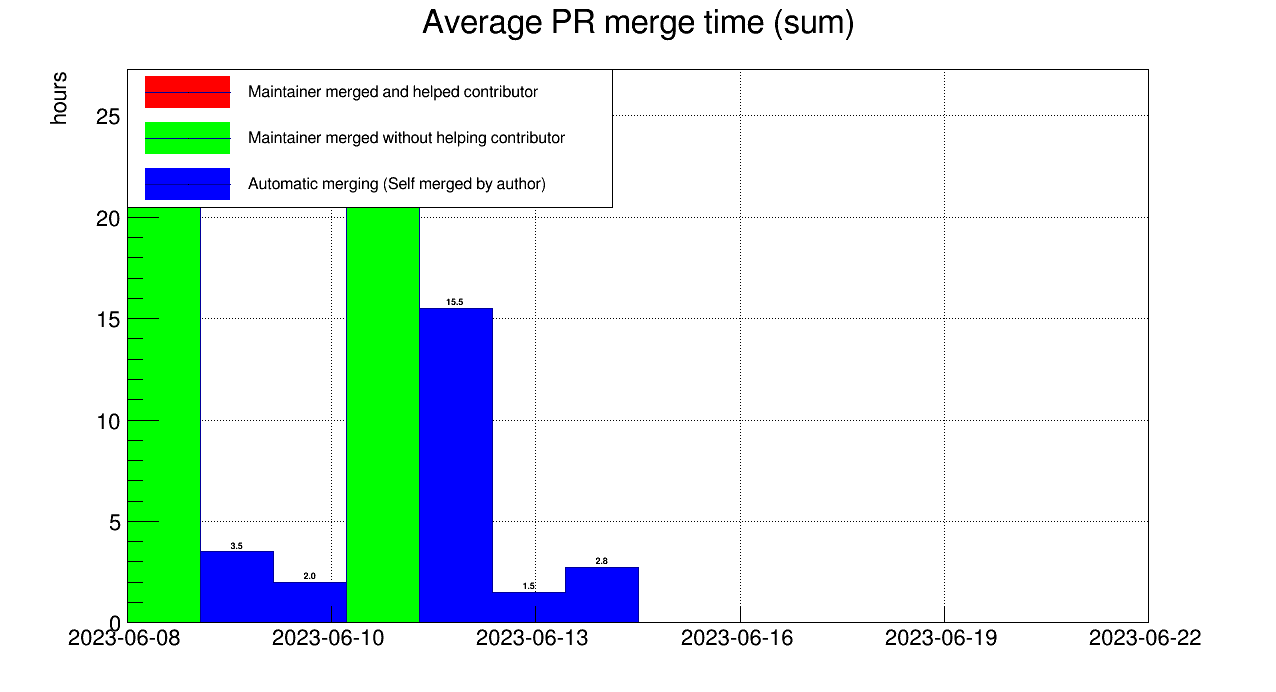 Average PR merge time (sum)
hours
Maintainer merged and helped contributor
Maintainer merged without helping contributor
Automatic merging (Self merged by author)
25
20
15
10
5
0
15.5
3.5
2.0
1.5
2.8
2023-06-08 2023-06-10 2023-06-13 2023-06-16 2023-06-19 2023-06-22